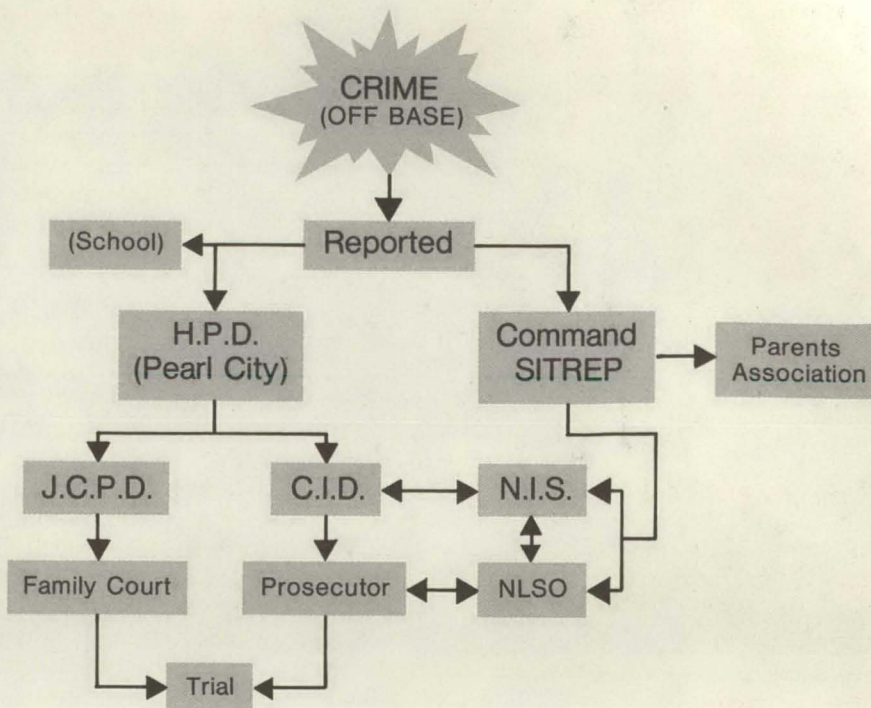 CRIME
(OFF BASE)
(School)
Reported
H.P.D.
(Pearl City)
Command
SITREP
Parents
Association
J.C.P.D.
C.I.D.
N.I.S.
Family Court
Prosecutor
NLSO
Trial